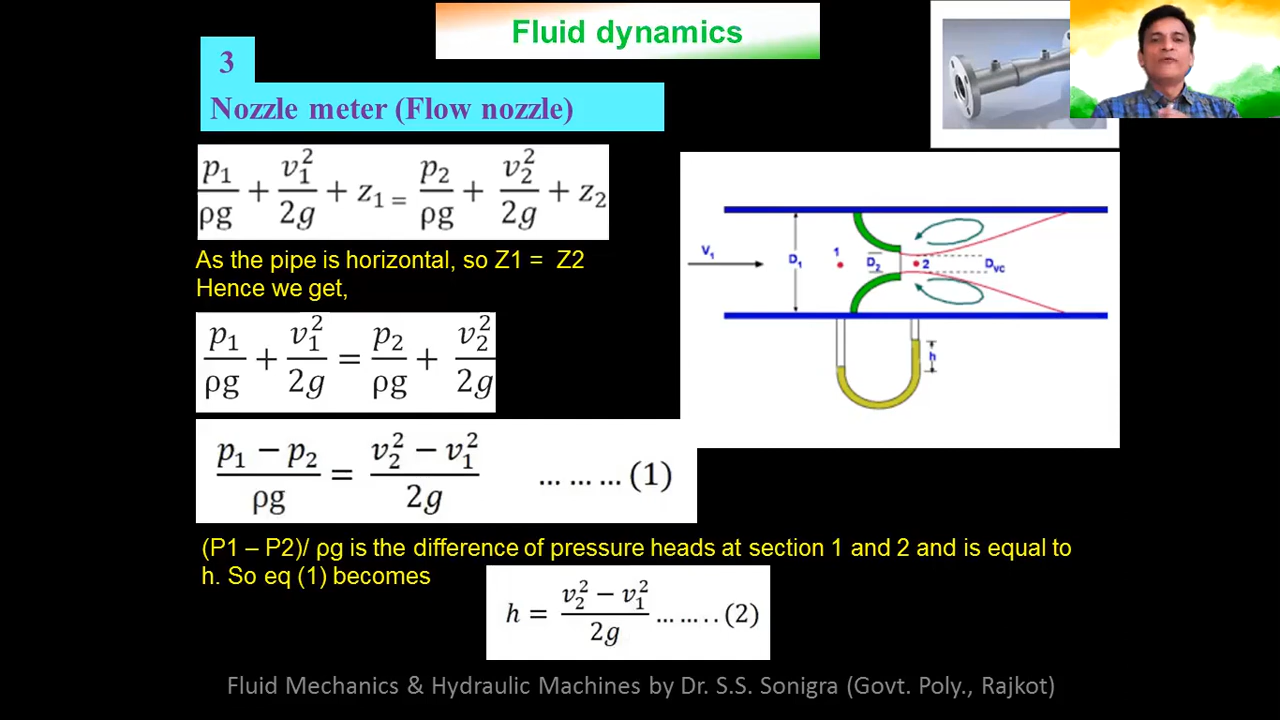 Fluid dynamics
3
Nozzle meter (Flow nozzle)
p₁/ρg + v₁²/2g + z₁ = p₂/ρg + v₂²/2g + z₂
As the pipe is horizontal, so Z1 = Z2
Hence we get,
p₁/ρg + v₁²/2g = p₂/ρg + v₂²/2g
(p₁ − p₂)/ρg = (v₂² − v₁²)/2g ... ... ... (1)
V₁
D₁
1
D₂
2
D_VC
h
(P1 – P2)/ ρg is the difference of pressure heads at section 1 and 2 and is equal to
h. So eq (1) becomes
h = (v₂² − v₁²)/2g ... ... . . (2)
Fluid Mechanics & Hydraulic Machines by Dr. S.S. Sonigra (Govt. Poly., Rajkot)